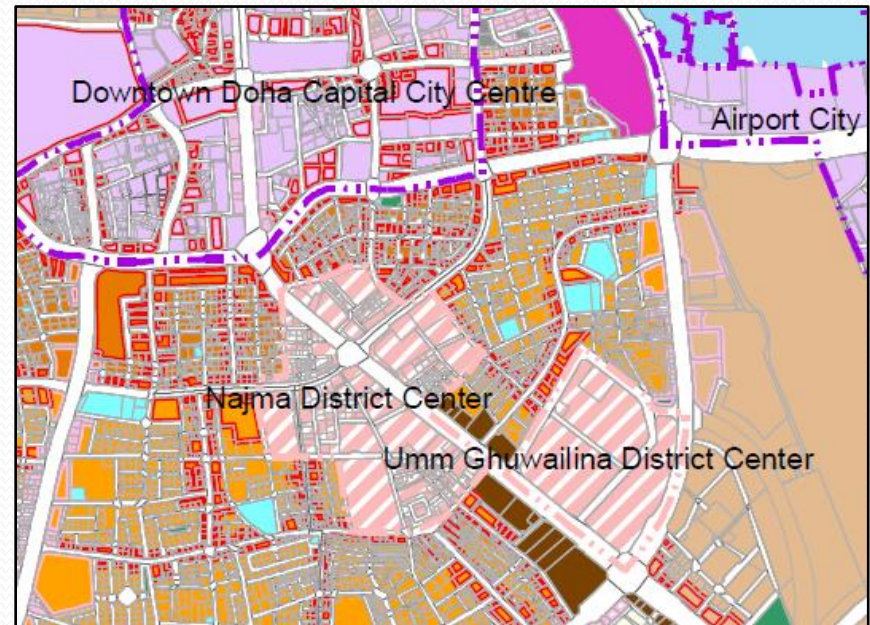 Downtown Doha Capital City Centre
Airport City
Najma District Center
Umm Ghuwailina District Center